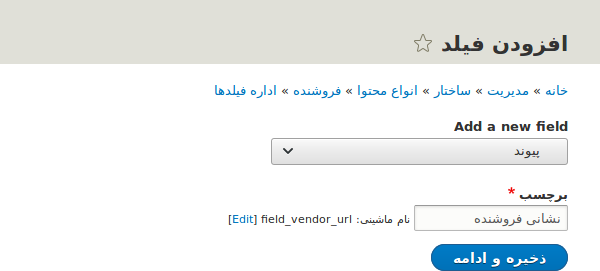 افزودن فیلد
خانه » مدیریت » ساختار » انواع محتوا » فروشنده » اداره فیلدها
Add a new field
پیوند
برچسب *
نشانی فروشنده نام ماشینی: field_vendor_url [Edit]
ذخیره و ادامه